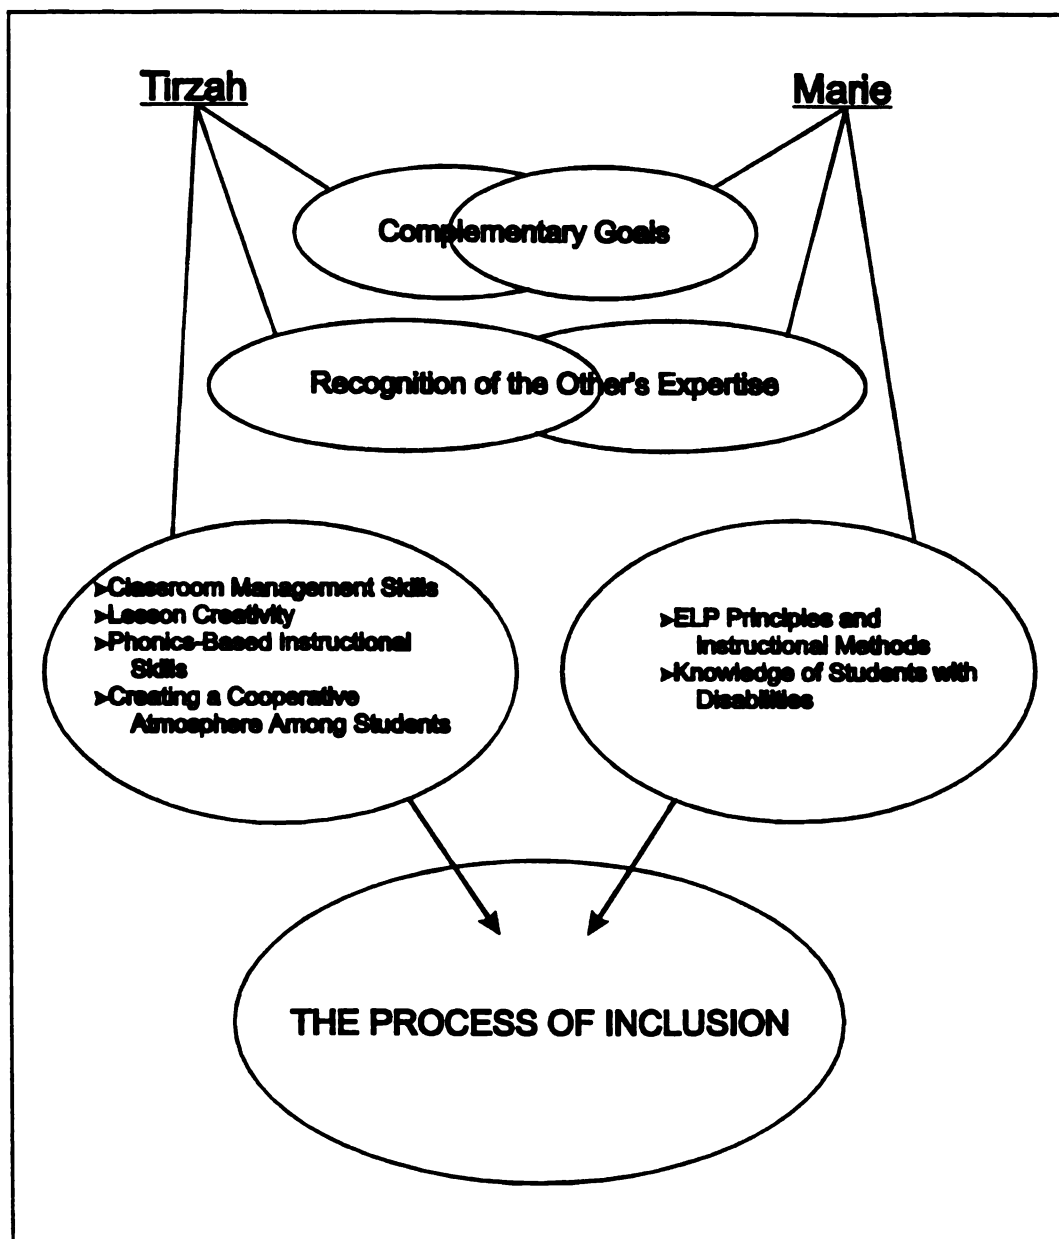 Tirzah
Marie
Complementary Goals
Recognition of the Other's Expertise
➤Classroom Management Skills
➤Lesson Creativity
➤Phonics-Based Instructional
Skills
➤Creating a Cooperative
Atmosphere Among Students
➤ELP Principles and
Instructional Methods
➤Knowledge of Students with
Disabilities
THE PROCESS OF INCLUSION